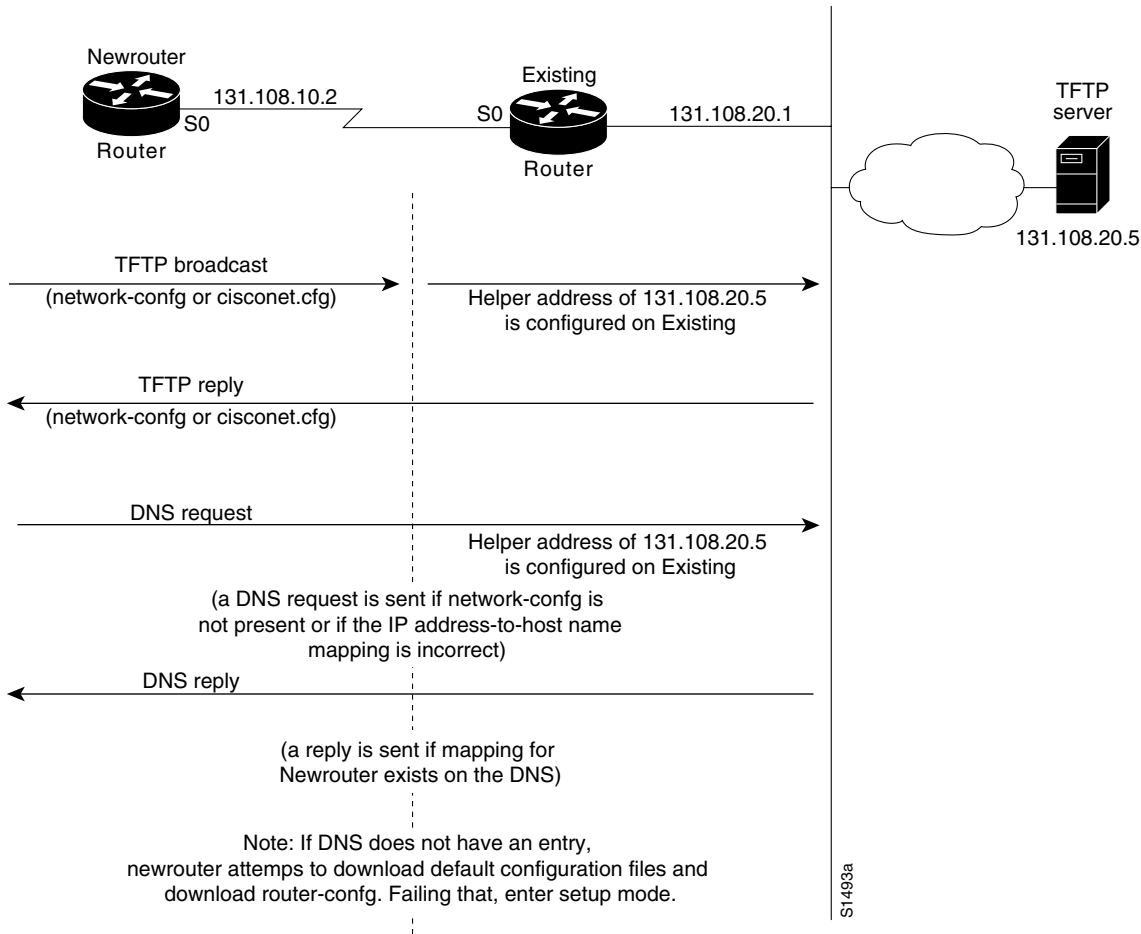 Newrouter
131.108.10.2
S0
Router
Existing
S0
131.108.20.1
Router
TFTP
server
131.108.20.5
TFTP broadcast
(network-confg or cisconet.cfg)
Helper address of 131.108.20.5
is configured on Existing
TFTP reply
(network-confg or cisconet.cfg)
DNS request
Helper address of 131.108.20.5
is configured on Existing
(a DNS request is sent if network-confg is
not present or if the IP address-to-host name
mapping is incorrect)
DNS reply
(a reply is sent if mapping for
Newrouter exists on the DNS)
Note: If DNS does not have an entry,
newrouter attemps to download default configuration files and
download router-confg. Failing that, enter setup mode.
S1493a